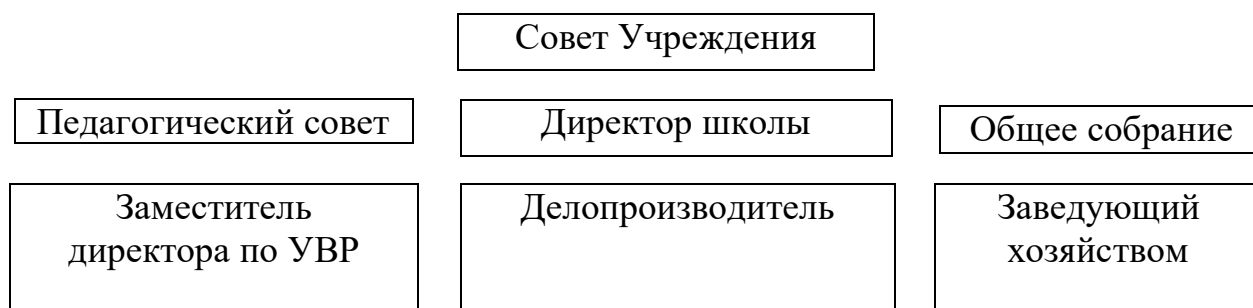 Совет Учреждения
Педагогический совет
Директор школы
Общее собрание
Заместитель
директора по УВР
Делопроизводитель
Заведующий
хозяйством